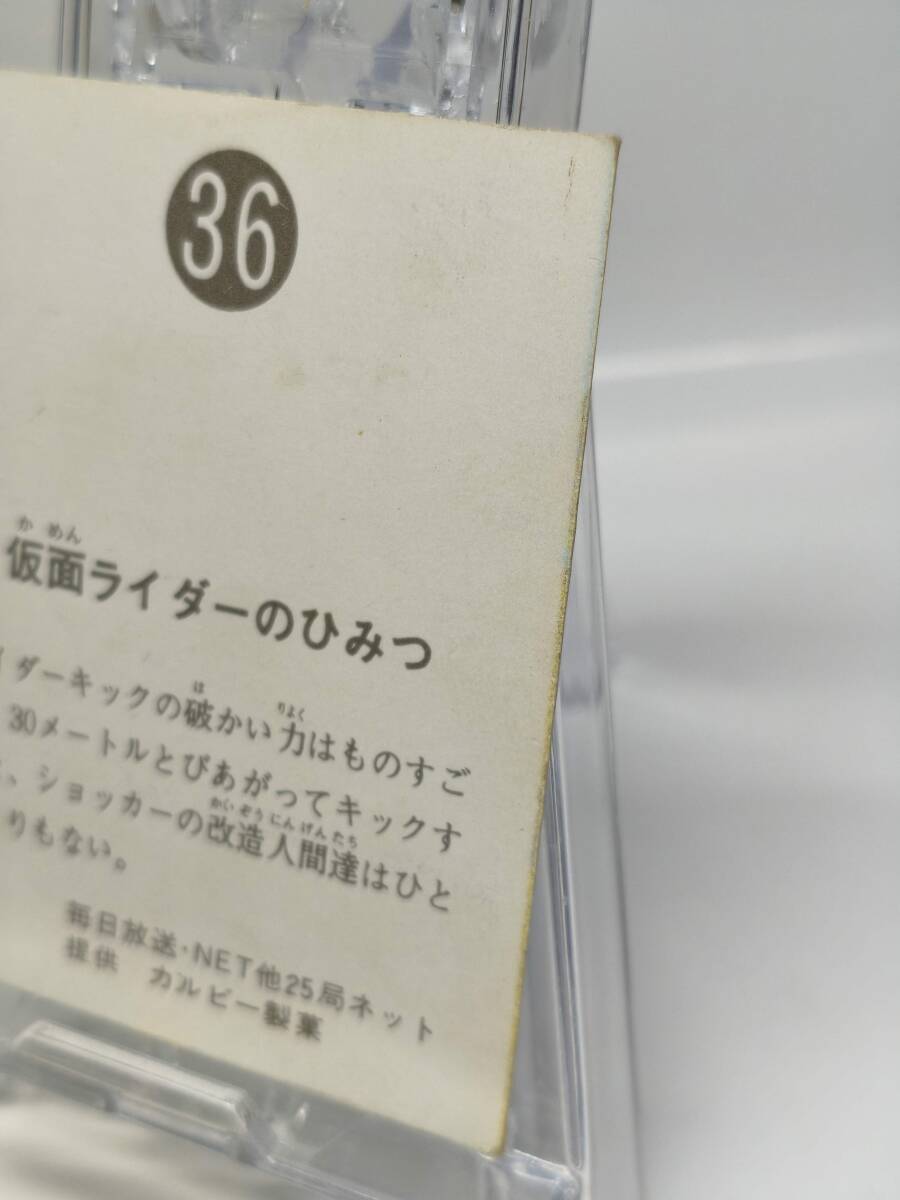 36
か めん
仮面ライダーのひみつ
は りょく
イダーキックの破かい力はものすご
30メートルとびあがってキックす
、ショッカーの改造人間達はひと
かいぞうにんげんたち
りもない。
毎日放送・NET他25局ネット
提供 カルビー製菓